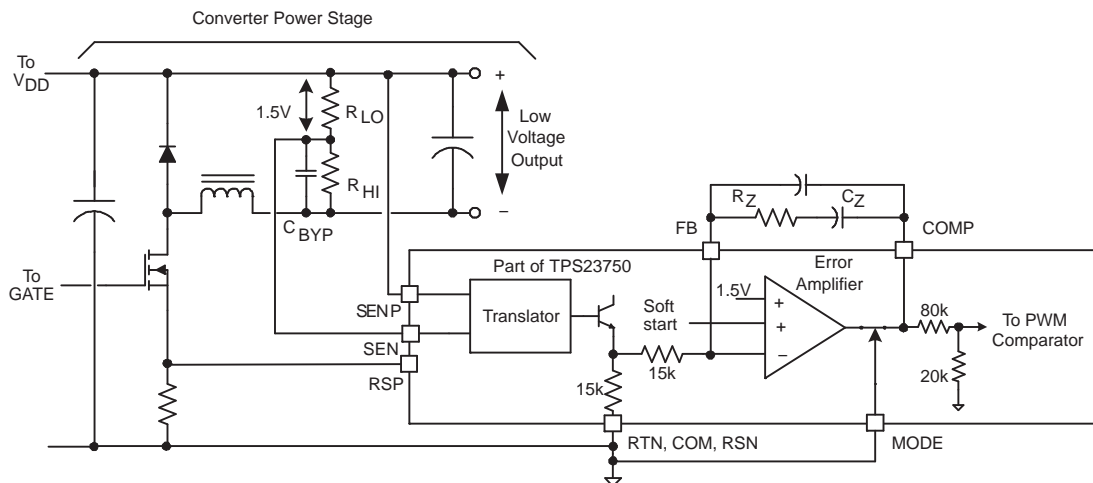 Converter Power Stage
To
VDD
1.5V
RLO
RHI
CBYP
+
Low
Voltage
Output
−
To
GATE
RZ
CZ
FB
COMP
Part of TPS23750
SENP
Translator
SEN
RSP
Soft
start
1.5V
Error
Amplifier
+
+
−
15k
15k
80k
20k
To PWM
Comparator
RTN, COM, RSN
MODE